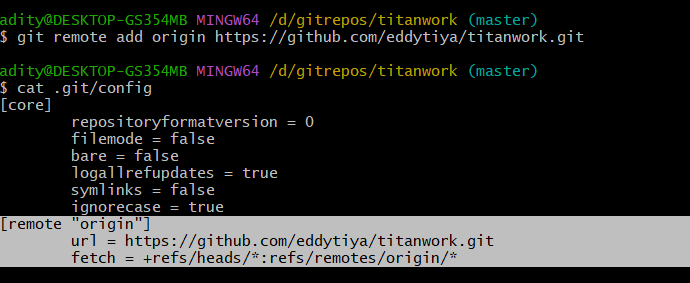 adity@DESKTOP-GS354MB MINGW64 /d/gitrepos/titanwork (master)
$ git remote add origin https://github.com/eddytiya/titanwork.git
adity@DESKTOP-GS354MB MINGW64 /d/gitrepos/titanwork (master)
$ cat .git/config
[core]
        repositoryformatversion = 0
        filemode = false
        bare = false
        logallrefupdates = true
        symlinks = false
        ignorecase = true
[remote "origin"]
        url = https://github.com/eddytiya/titanwork.git
        fetch = +refs/heads/*:refs/remotes/origin/*